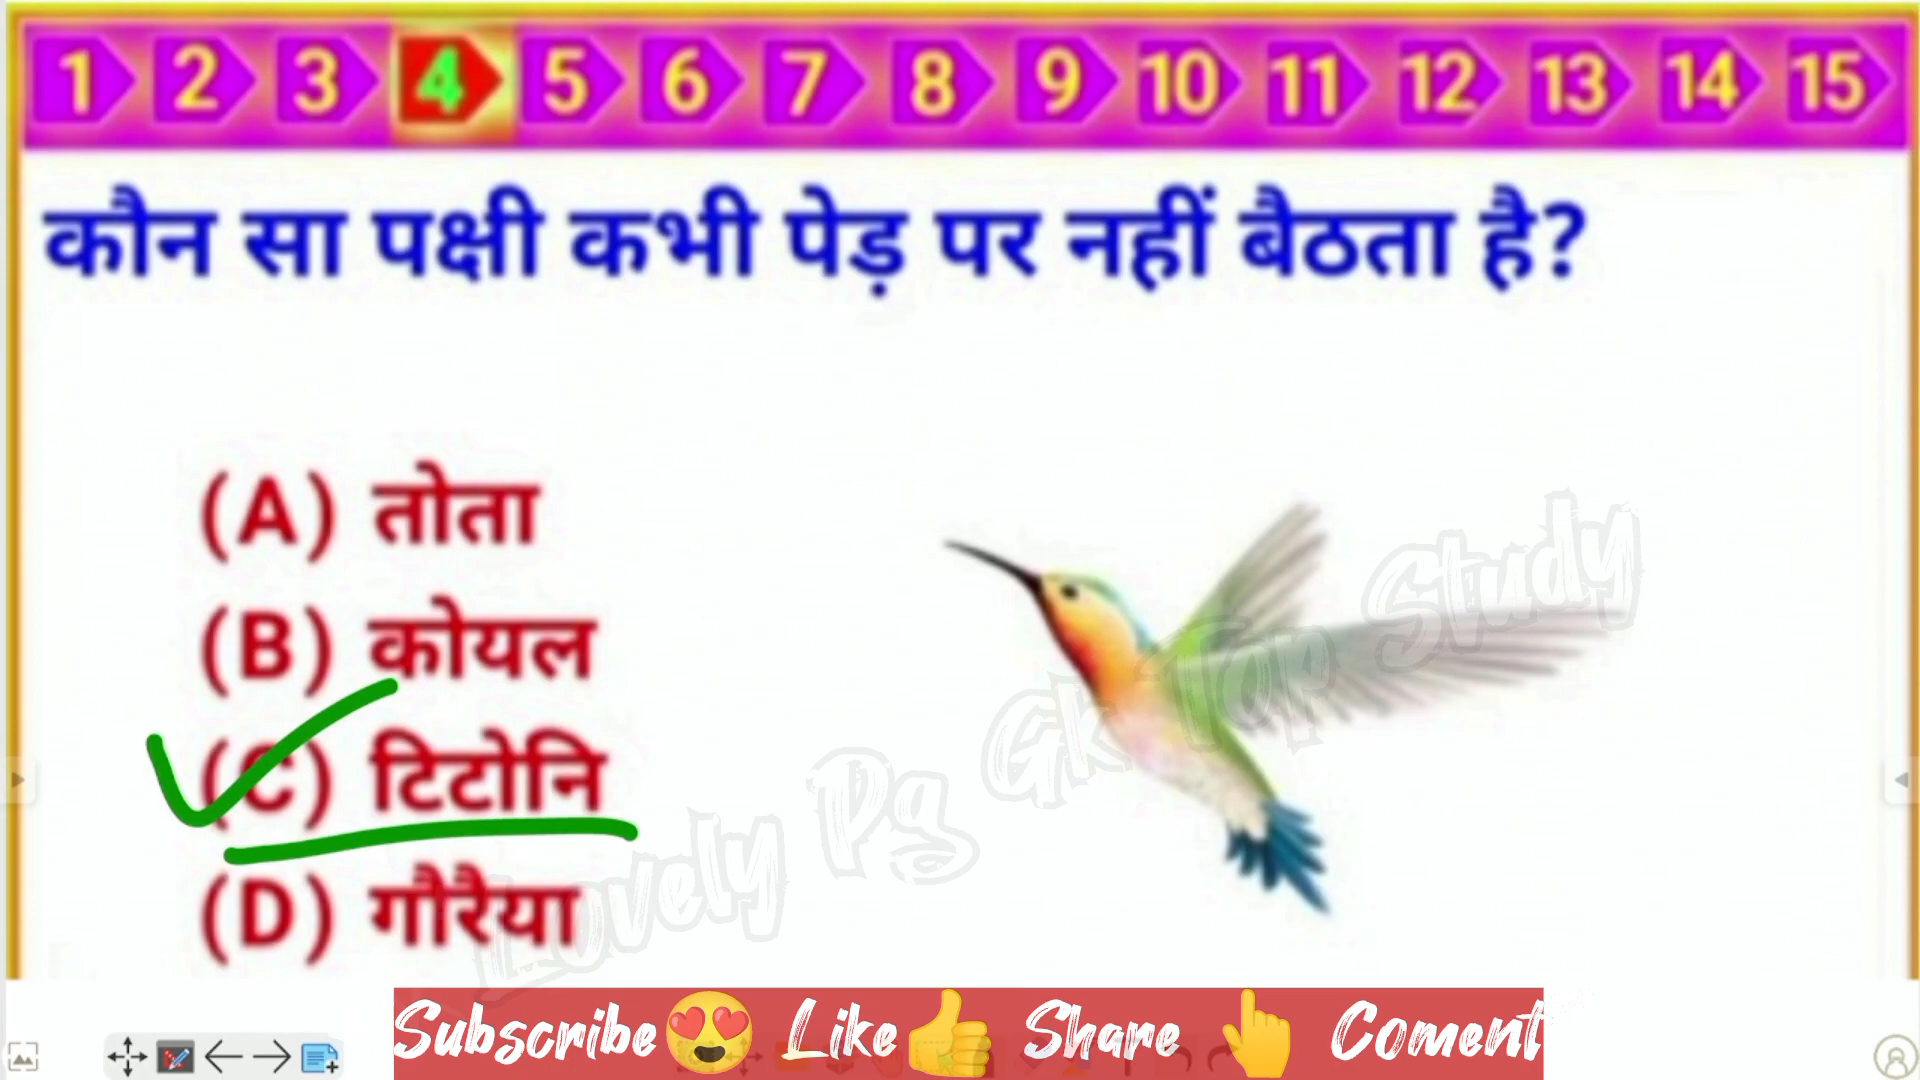 1 2 3 4 5 6 7 8 9 10 11 12 13 14 15
कौन सा पक्षी कभी पेड़ पर नहीं बैठता है?
(A) तोता
(B) कोयल
(C) टिटोनि
(D) गौरैया
Lovely Pg Gk Top Study
Subscribe Like Share Coment